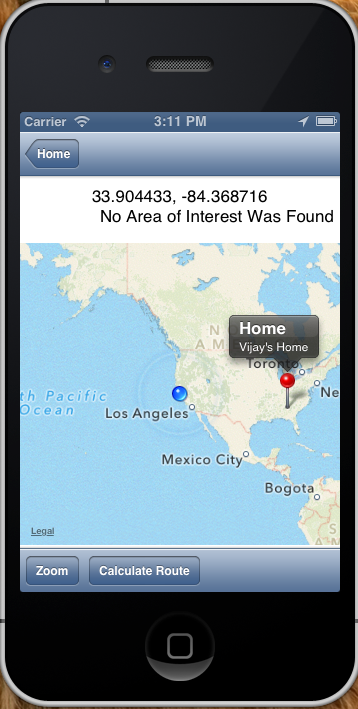 Carrier 3:11 PM
Home
33.904433, -84.368716
No Area of Interest Was Found
N
AM
Home
Vijay's Home
Toronto
Ne
th Pacific
Ocean
Los Angeles
Mexico City
Bogota
S
A
Legal
Zoom Calculate Route